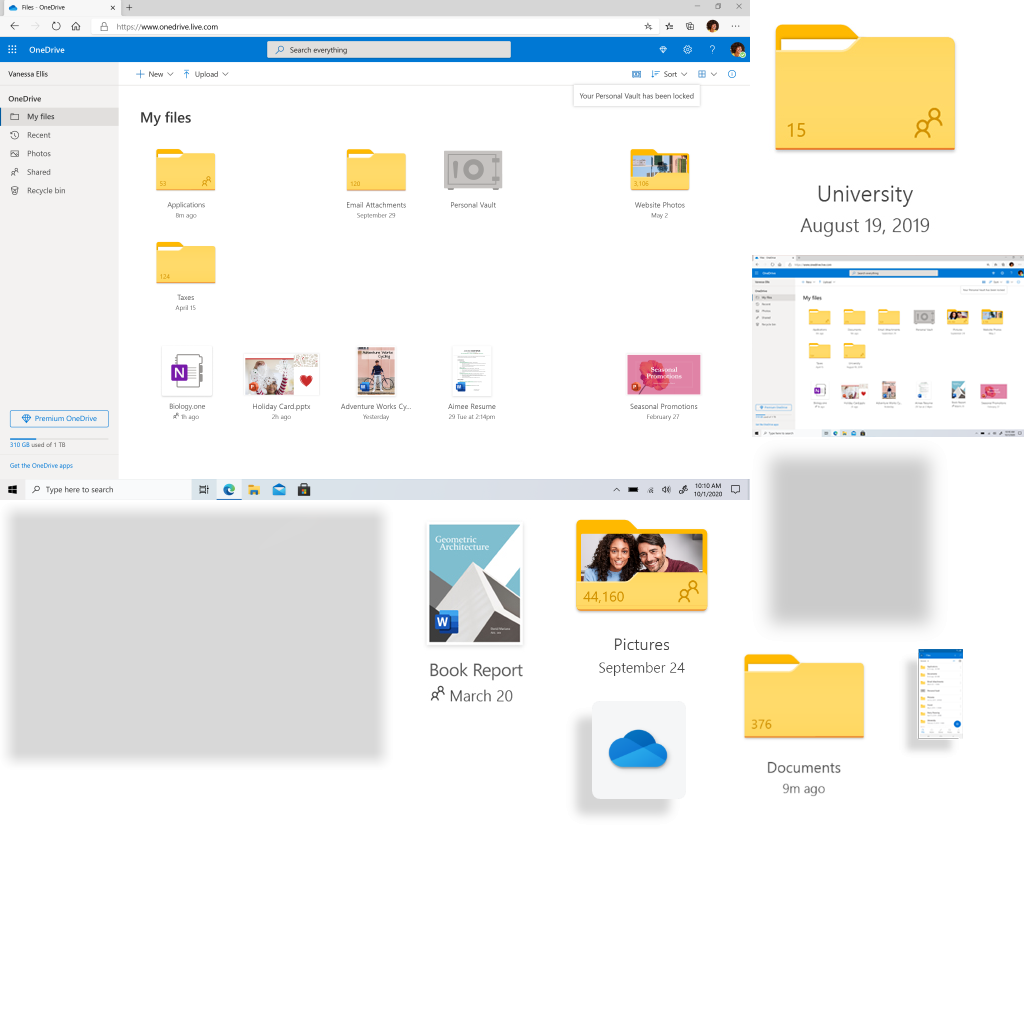 Files - OneDrive
https://www.onedrive.live.com
OneDrive
Search everything
?
Vanessa Ellis
New
Upload
Sort
Your Personal Vault has been locked
OneDrive
My files
Recent
Photos
Shared
Recycle bin
My files
53
Applications
8m ago
120
Email Attachments
September 29
Personal Vault
3,106
Website Photos
May 2
124
Taxes
April 15
Biology.one
1h ago
Holiday Card.pptx
2h ago
Adventure Works Cycling
Adventure Works Cy...
Yesterday
Aimee Resume
29 Tue at 2:14pm
Seasonal
Promotions
Seasonal Promotions
February 27
Premium OneDrive
310 GB used of 1 TB
Get the OneDrive apps
Type here to search
10:10 AM
10/1/2020
15
University
August 19, 2019
OneDrive
My files
Geometric
Architecture
W
Book Report
March 20
44,160
Pictures
September 24
376
Documents
9m ago